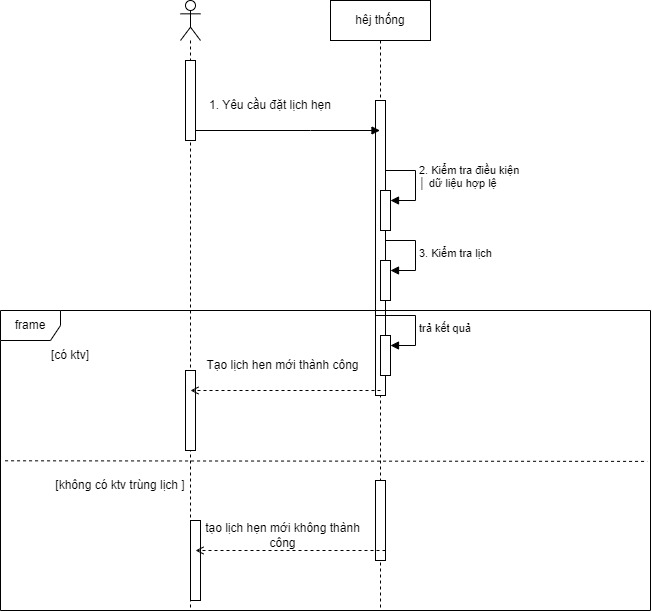 hêị thống
1. Yêu cầu đặt lịch hẹn
2. Kiểm tra điều kiện
| dữ liệu hợp lệ
3. Kiểm tra lịch
frame
trả kết quả
[có ktv]
Tạo lịch hen mới thành công
[không có ktv trùng lịch ]
tạo lịch hẹn mới không thành
công